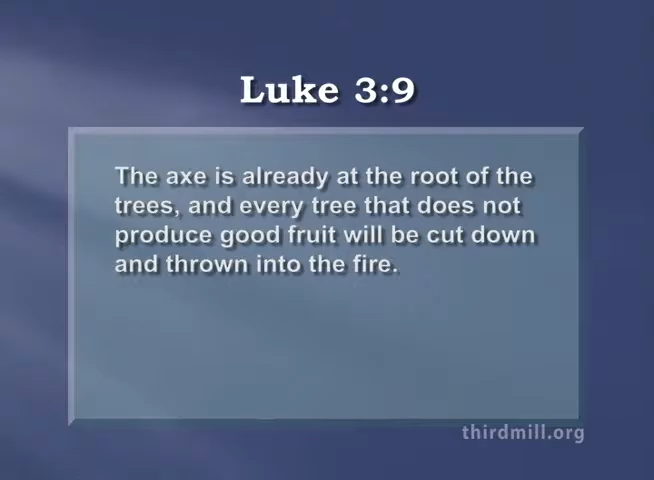 Luke 3:9
The axe is already at the root of the
trees, and every tree that does not
produce good fruit will be cut down
and thrown into the fire.
thirdmill.org